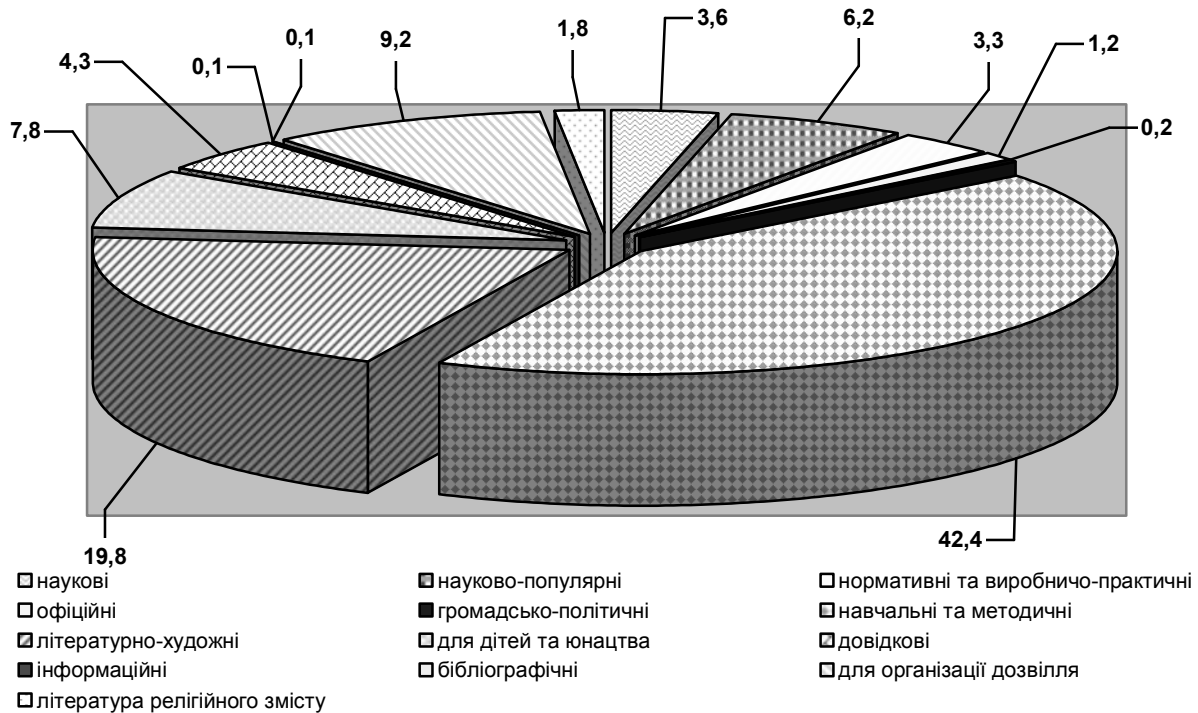 0,1
9,2
1,8
3,6
6,2
3,3
1,2
4,3
0,1
7,8
0,2
19,8
42,4
наукові
науково-популярні
нормативні та виробничо-практичні
офіційні
громадсько-політичні
навчальні та методичні
літературно-художні
для дітей та юнацтва
довідкові
інформаційні
бібліографічні
для організації дозвілля
література релігійного змісту